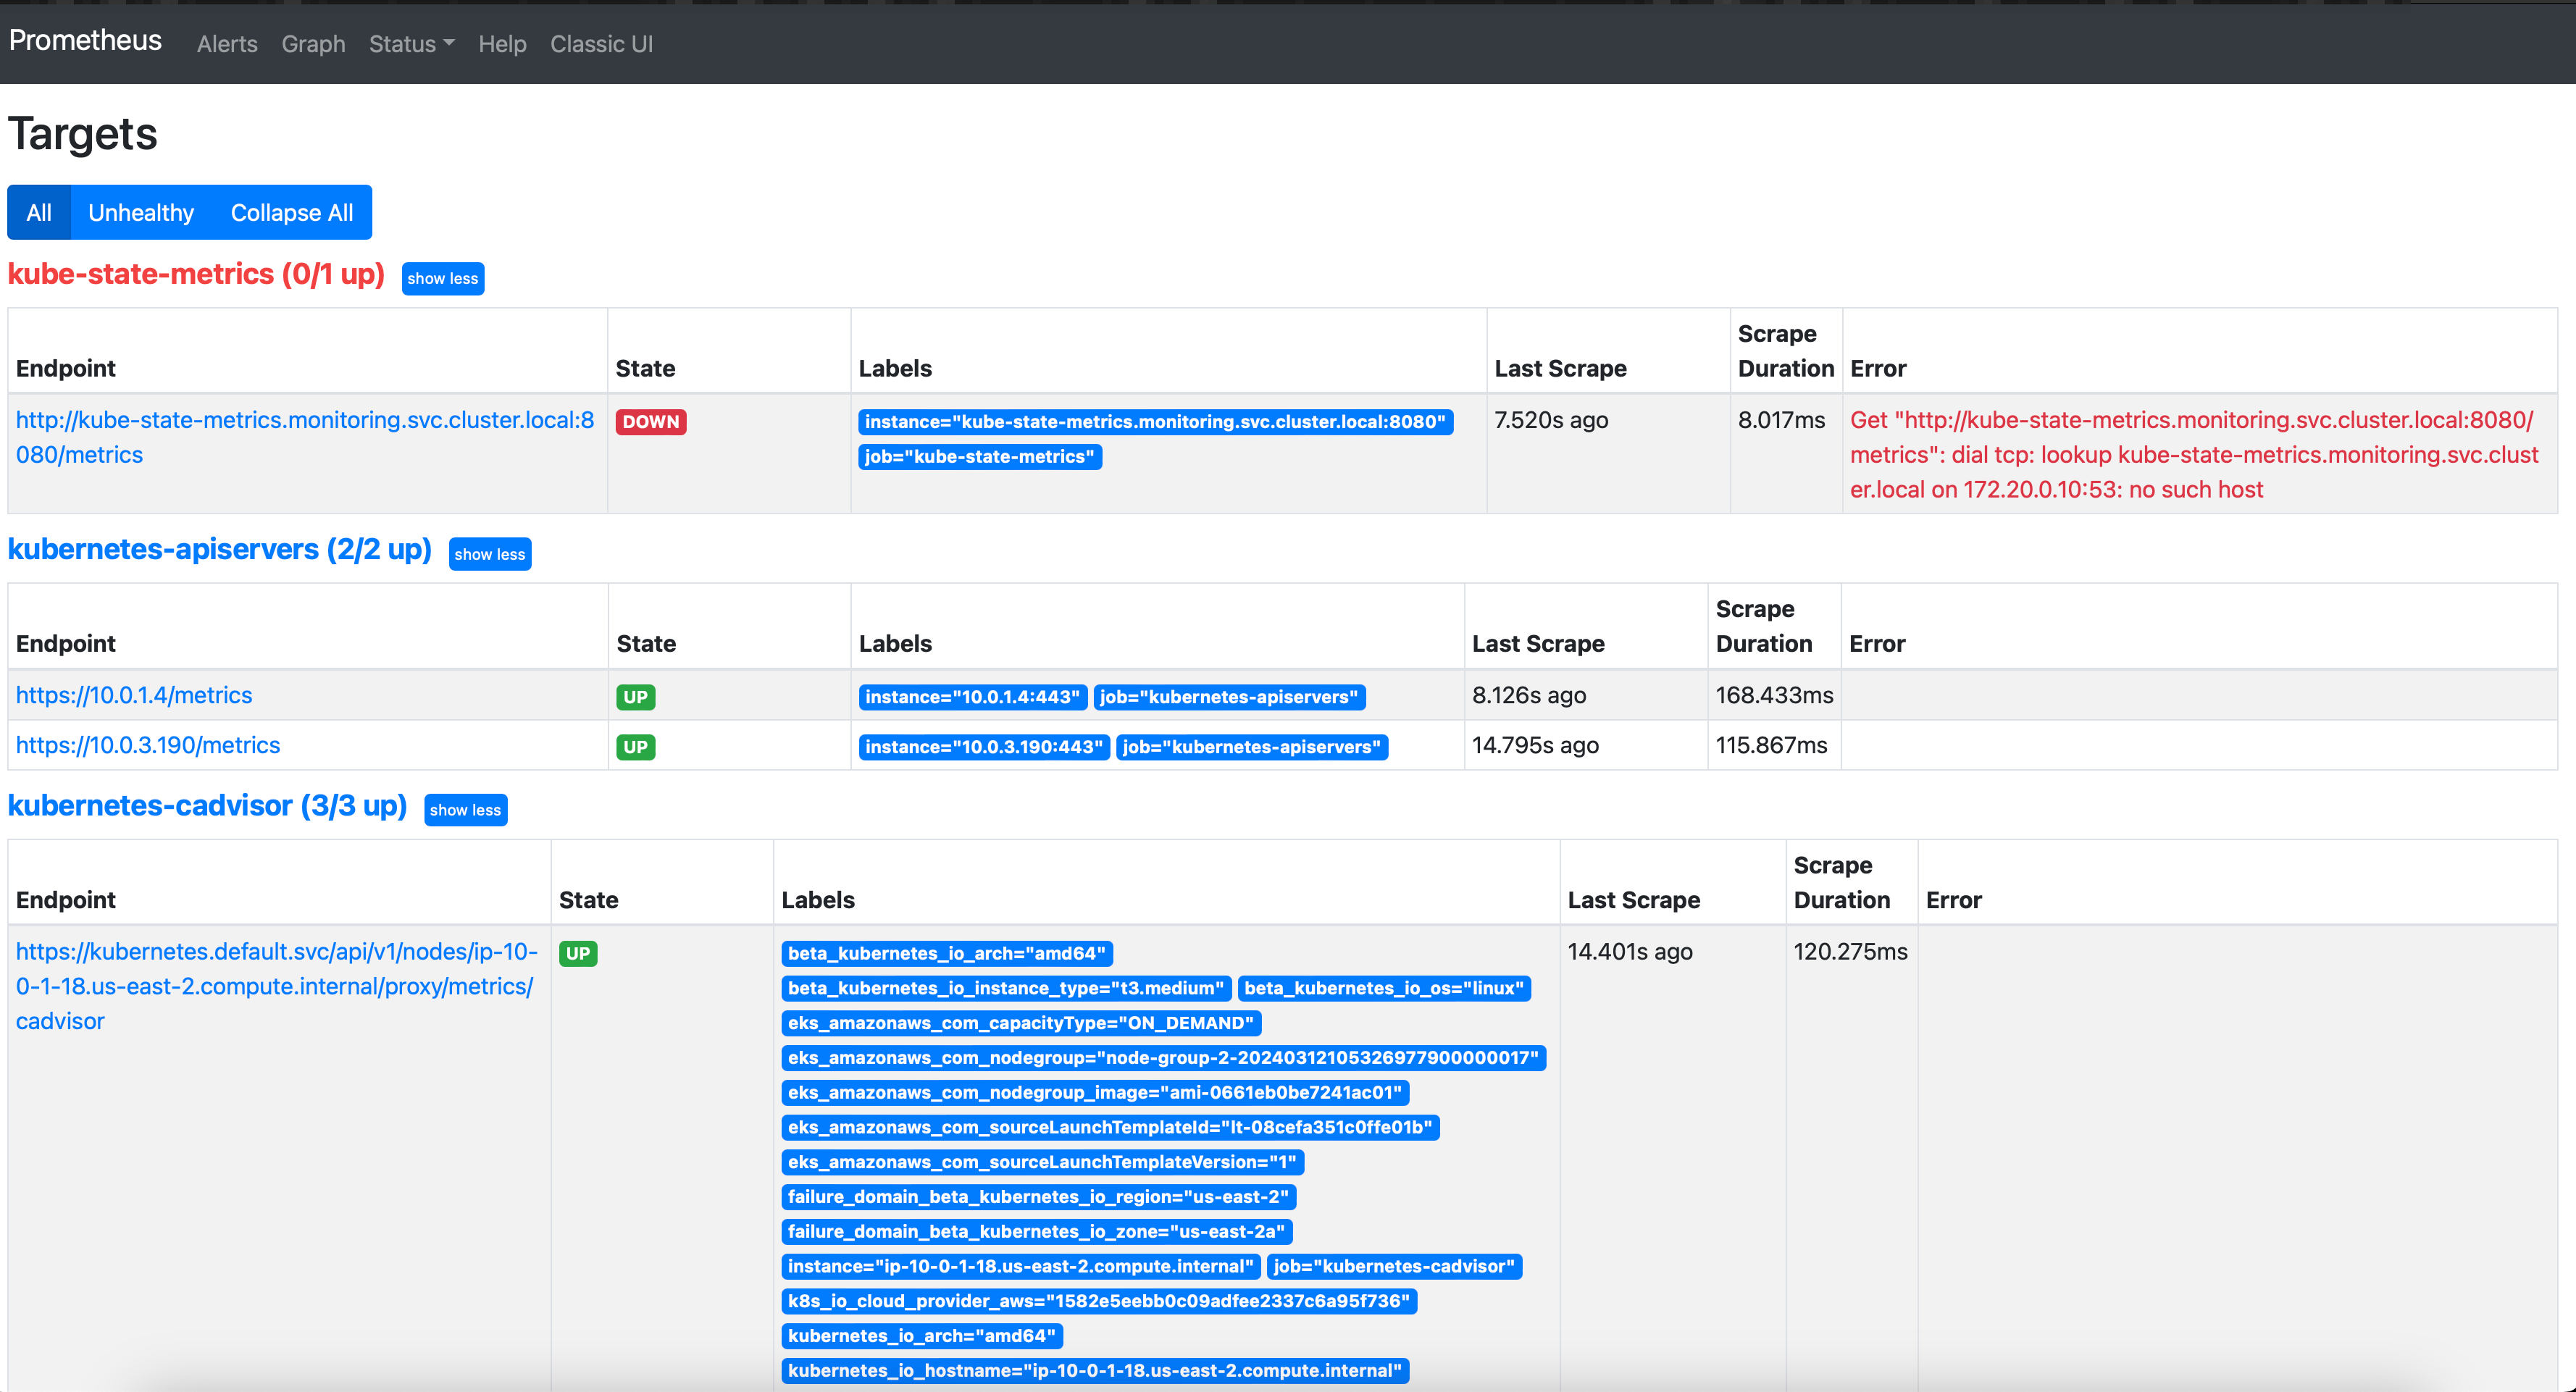 Prometheus Alerts Graph Status Help Classic UI
Targets
All Unhealthy Collapse All
kube-state-metrics (0/1 up) show less
Endpoint State Labels Last Scrape Scrape Duration Error
http://kube-state-metrics.monitoring.svc.cluster.local:8
080/metrics
DOWN
instance="kube-state-metrics.monitoring.svc.cluster.local:8080"
job="kube-state-metrics"
7.520s ago
8.017ms
Get "http://kube-state-metrics.monitoring.svc.cluster.local:8080/
metrics": dial tcp: lookup kube-state-metrics.monitoring.svc.clust
er.local on 172.20.0.10:53: no such host
kubernetes-apiservers (2/2 up) show less
Endpoint State Labels Last Scrape Scrape Duration Error
https://10.0.1.4/metrics UP instance="10.0.1.4:443" job="kubernetes-apiservers" 8.126s ago 168.433ms
https://10.0.3.190/metrics UP instance="10.0.3.190:443" job="kubernetes-apiservers" 14.795s ago 115.867ms
kubernetes-cadvisor (3/3 up) show less
Endpoint State Labels Last Scrape Scrape Duration Error
https://kubernetes.default.svc/api/v1/nodes/ip-10-
0-1-18.us-east-2.compute.internal/proxy/metrics/
cadvisor
UP
beta_kubernetes_io_arch="amd64"
beta_kubernetes_io_instance_type="t3.medium" beta_kubernetes_io_os="linux"
eks_amazonaws_com_capacityType="ON_DEMAND"
eks_amazonaws_com_nodegroup="node-group-2-20240312105326977900000017"
eks_amazonaws_com_nodegroup_image="ami-0661eb0be7241ac01"
eks_amazonaws_com_sourceLaunchTemplateId="lt-08cefa351c0ffe01b"
eks_amazonaws_com_sourceLaunchTemplateVersion="1"
failure_domain_beta_kubernetes_io_region="us-east-2"
failure_domain_beta_kubernetes_io_zone="us-east-2a"
instance="ip-10-0-1-18.us-east-2.compute.internal" job="kubernetes-cadvisor"
k8s_io_cloud_provider_aws="1582e5eebb0c09adfee2337c6a95f736"
kubernetes_io_arch="amd64"
kubernetes_io_hostname="ip-10-0-1-18.us-east-2.compute.internal"
14.401s ago
120.275ms